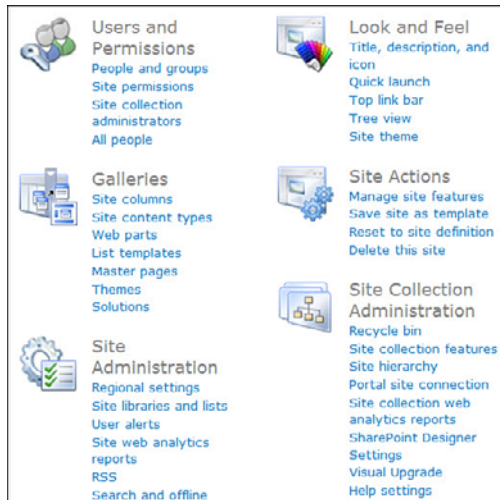 Users and
Permissions
People and groups
Site permissions
Site collection
administrators
All people
Galleries
Site columns
Site content types
Web parts
List templates
Master pages
Themes
Solutions
Site
Administration
Regional settings
Site libraries and lists
User alerts
Site web analytics
reports
RSS
Search and offline
Look and Feel
Title, description, and
icon
Quick launch
Top link bar
Tree view
Site theme
Site Actions
Manage site features
Save site as template
Reset to site definition
Delete this site
Site Collection
Administration
Recycle bin
Site collection features
Site hierarchy
Portal site connection
Site collection web
analytics reports
SharePoint Designer
Settings
Visual Upgrade
Help settings